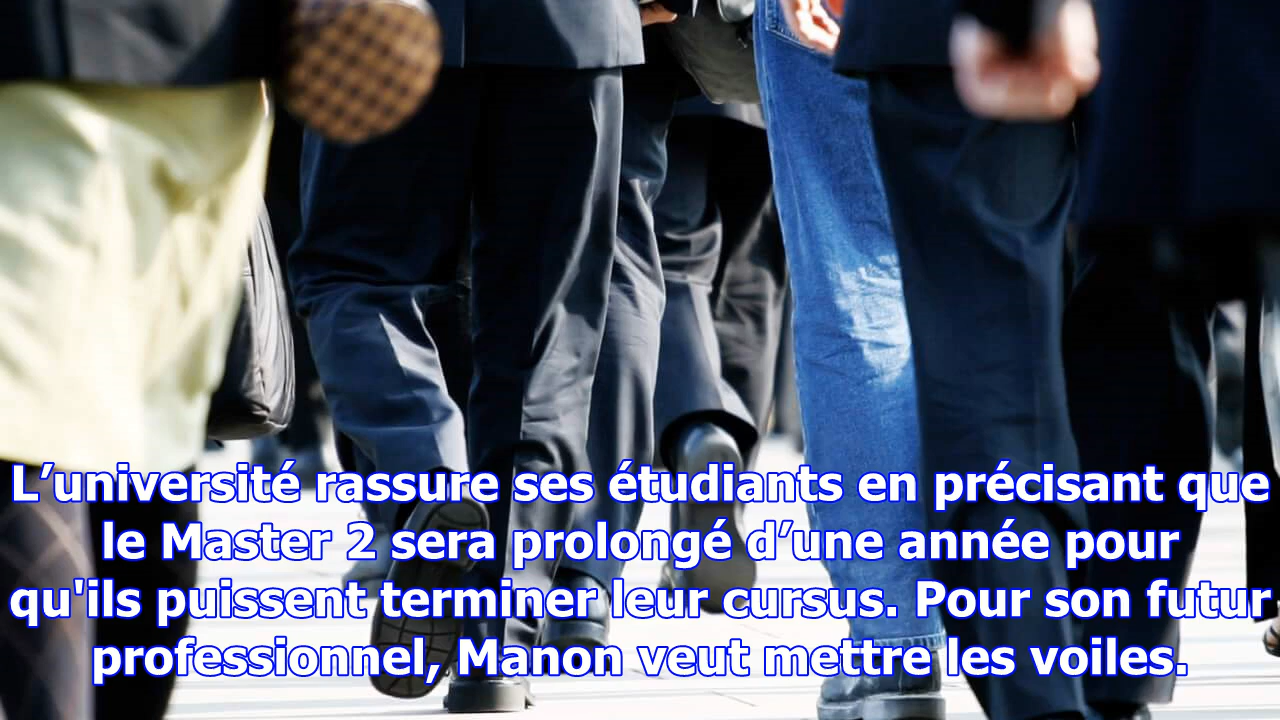 L’université rassure ses étudiants en précisant que
le Master 2 sera prolongé d’une année pour
qu'ils puissent terminer leur cursus. Pour son futur
professionnel, Manon veut mettre les voiles.